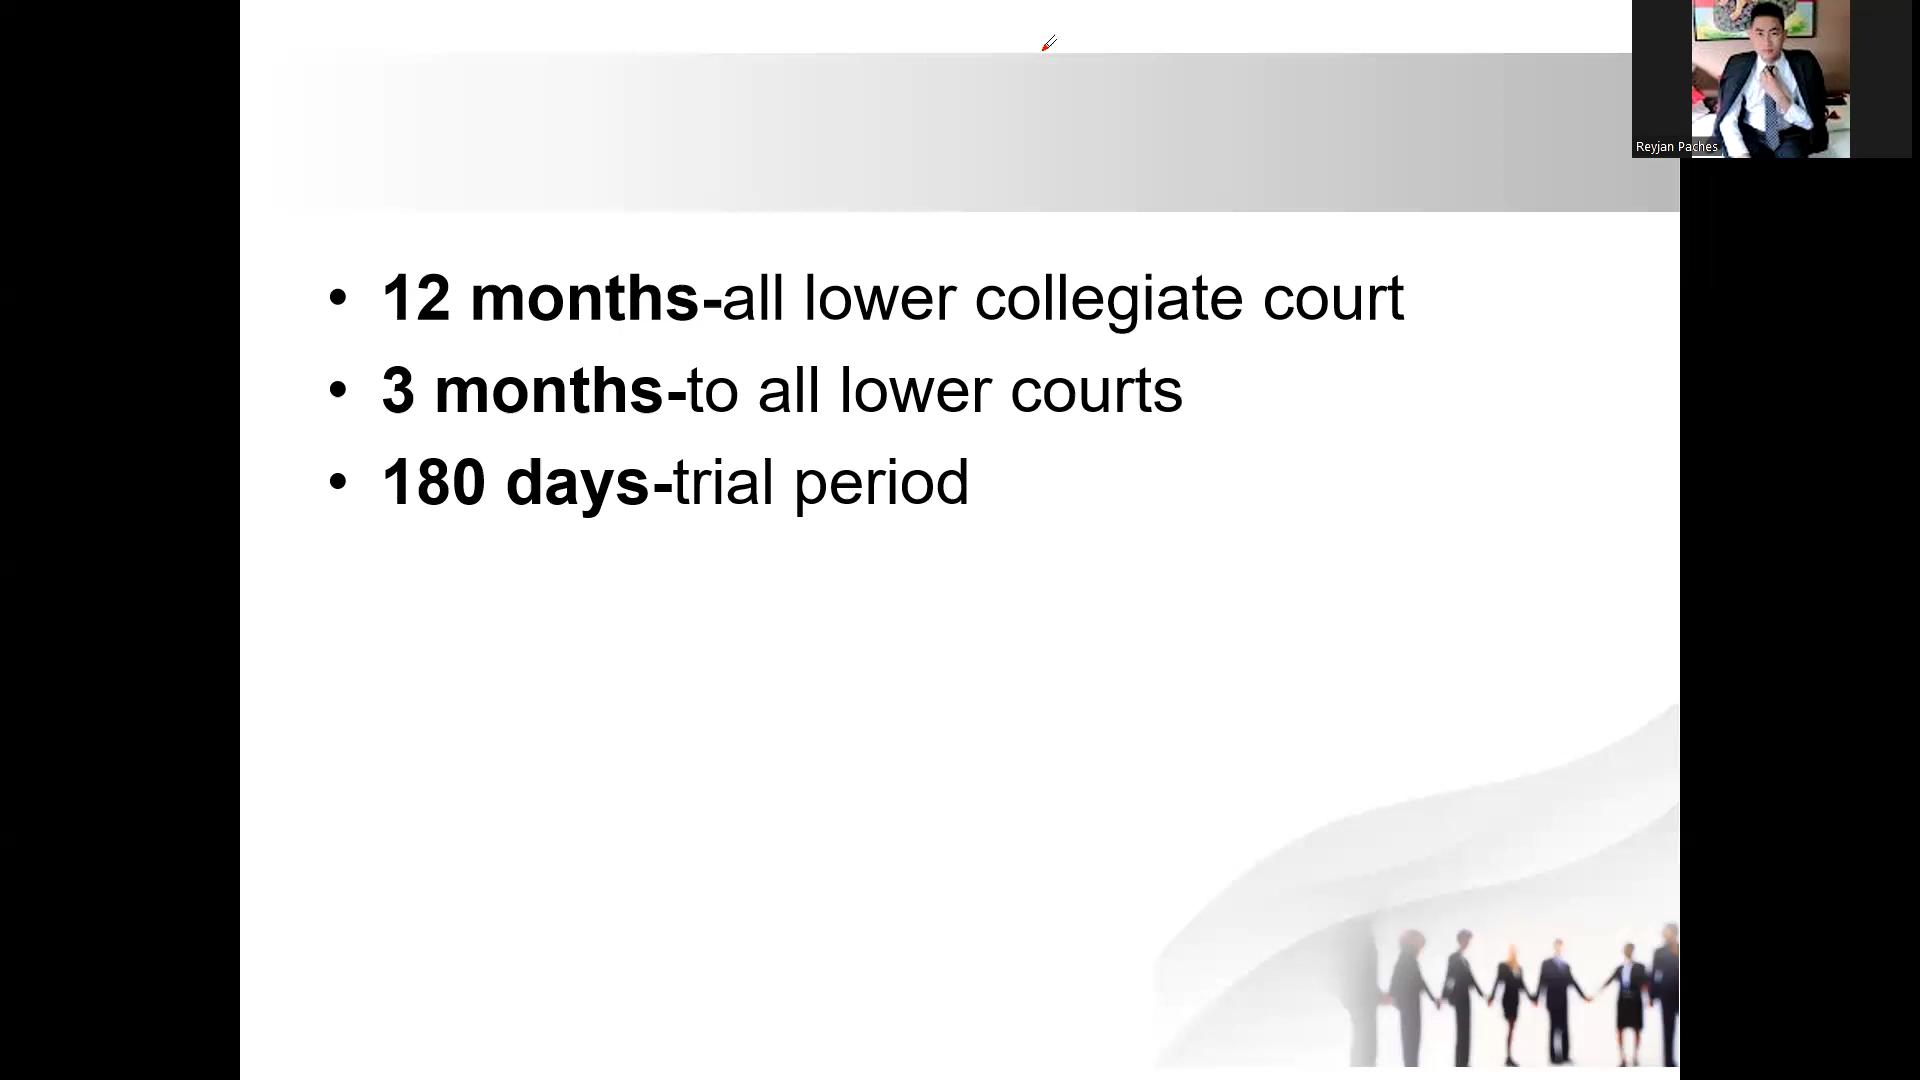 Reyjan Paches
• 12 months-all lower collegiate court
• 3 months-to all lower courts
• 180 days-trial period